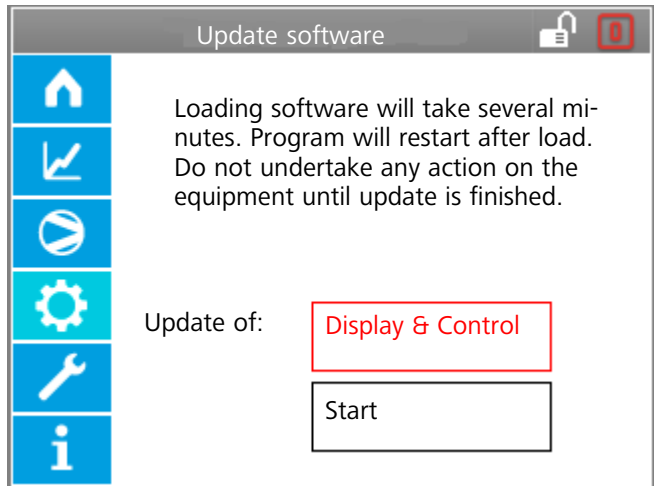 Update software
0
Loading software will take several mi-
nutes. Program will restart after load.
Do not undertake any action on the
equipment until update is finished.
Update of:
Display & Control
Start
i